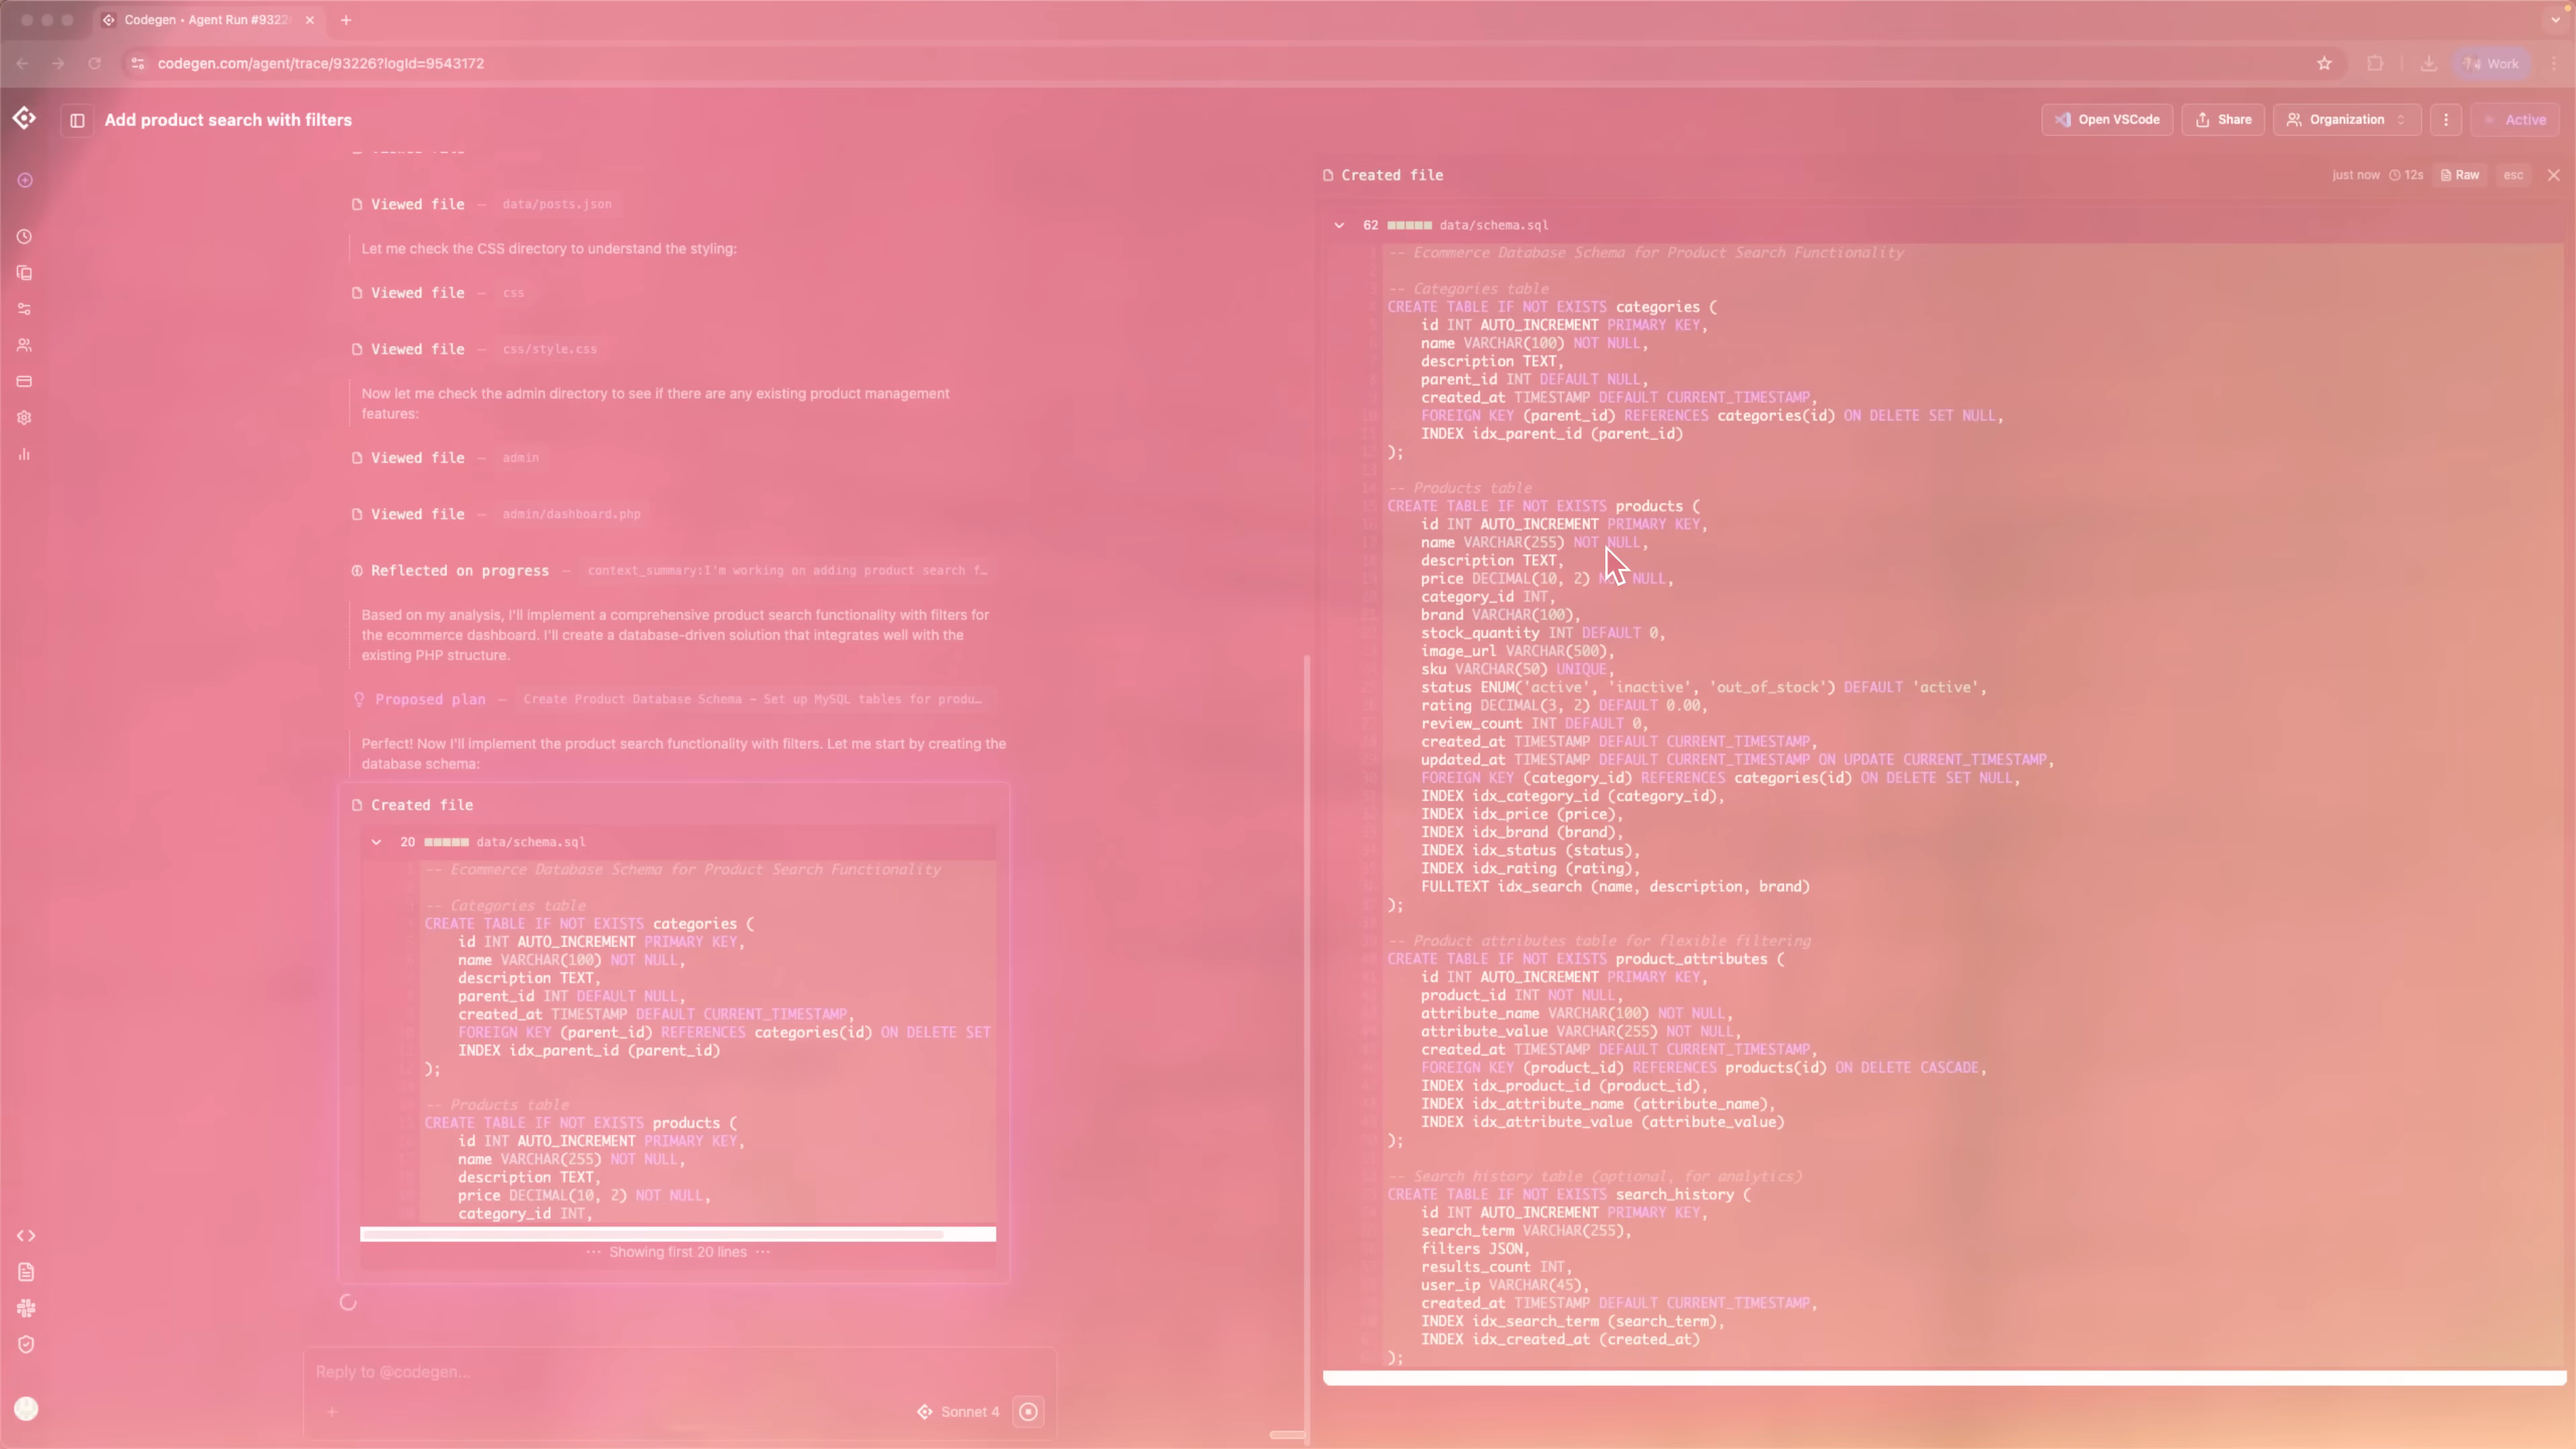 Codegen • Agent Run #9322
codegen.com/agent/trace/93226?logId=9543172
Work
Add product search with filters
Open VSCode
Share
Organization
Active
Viewed file — data/posts.json
Let me check the CSS directory to understand the styling:
Viewed file — css
Viewed file — css/style.css
Now let me check the admin directory to see if there are any existing product management
features:
Viewed file — admin
Viewed file — admin/dashboard.php
Reflected on progress — context_summary:I'm working on adding product search f…
Based on my analysis, I'll implement a comprehensive product search functionality with filters for
the ecommerce dashboard. I'll create a database-driven solution that integrates well with the
existing PHP structure.
Proposed plan — Create Product Database Schema – Set up MySQL tables for produ…
Perfect! Now I'll implement the product search functionality with filters. Let me start by creating the
database schema:
Created file
20 data/schema.sql
-- Ecommerce Database Schema for Product Search Functionality
-- Categories table
CREATE TABLE IF NOT EXISTS categories (
id INT AUTO_INCREMENT PRIMARY KEY,
name VARCHAR(100) NOT NULL,
description TEXT,
parent_id INT DEFAULT NULL,
created_at TIMESTAMP DEFAULT CURRENT_TIMESTAMP,
FOREIGN KEY (parent_id) REFERENCES categories(id) ON DELETE SET
INDEX idx_parent_id (parent_id)
);
-- Products table
CREATE TABLE IF NOT EXISTS products (
id INT AUTO_INCREMENT PRIMARY KEY,
name VARCHAR(255) NOT NULL,
description TEXT,
price DECIMAL(10, 2) NOT NULL,
category_id INT,
··· Showing first 20 lines ···
Reply to @codegen...
Sonnet 4
Created file
just now 12s Raw esc
62 data/schema.sql
-- Ecommerce Database Schema for Product Search Functionality
-- Categories table
CREATE TABLE IF NOT EXISTS categories (
id INT AUTO_INCREMENT PRIMARY KEY,
name VARCHAR(100) NOT NULL,
description TEXT,
parent_id INT DEFAULT NULL,
created_at TIMESTAMP DEFAULT CURRENT_TIMESTAMP,
FOREIGN KEY (parent_id) REFERENCES categories(id) ON DELETE SET NULL,
INDEX idx_parent_id (parent_id)
);
-- Products table
CREATE TABLE IF NOT EXISTS products (
id INT AUTO_INCREMENT PRIMARY KEY,
name VARCHAR(255) NOT NULL,
description TEXT,
price DECIMAL(10, 2) NOT NULL,
category_id INT,
brand VARCHAR(100),
stock_quantity INT DEFAULT 0,
image_url VARCHAR(500),
sku VARCHAR(50) UNIQUE,
status ENUM('active', 'inactive', 'out_of_stock') DEFAULT 'active',
rating DECIMAL(3, 2) DEFAULT 0.00,
review_count INT DEFAULT 0,
created_at TIMESTAMP DEFAULT CURRENT_TIMESTAMP,
updated_at TIMESTAMP DEFAULT CURRENT_TIMESTAMP ON UPDATE CURRENT_TIMESTAMP,
FOREIGN KEY (category_id) REFERENCES categories(id) ON DELETE SET NULL,
INDEX idx_category_id (category_id),
INDEX idx_price (price),
INDEX idx_brand (brand),
INDEX idx_status (status),
INDEX idx_rating (rating),
FULLTEXT idx_search (name, description, brand)
);
-- Product attributes table for flexible filtering
CREATE TABLE IF NOT EXISTS product_attributes (
id INT AUTO_INCREMENT PRIMARY KEY,
product_id INT NOT NULL,
attribute_name VARCHAR(100) NOT NULL,
attribute_value VARCHAR(255) NOT NULL,
created_at TIMESTAMP DEFAULT CURRENT_TIMESTAMP,
FOREIGN KEY (product_id) REFERENCES products(id) ON DELETE CASCADE,
INDEX idx_product_id (product_id),
INDEX idx_attribute_name (attribute_name),
INDEX idx_attribute_value (attribute_value)
);
-- Search history table (optional, for analytics)
CREATE TABLE IF NOT EXISTS search_history (
id INT AUTO_INCREMENT PRIMARY KEY,
search_term VARCHAR(255),
filters JSON,
results_count INT,
user_ip VARCHAR(45),
created_at TIMESTAMP DEFAULT CURRENT_TIMESTAMP,
INDEX idx_search_term (search_term),
INDEX idx_created_at (created_at)
);